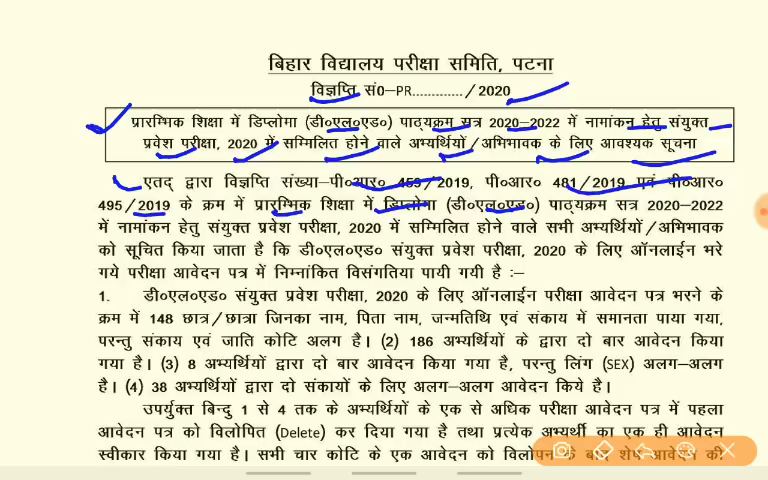 बिहार विद्यालय परीक्षा समिति, पटना
विज्ञप्ति सं0–PR............./2020
प्रारम्भिक शिक्षा में डिप्लोमा (डी०एल०एड०) पाठ्यक्रम सत्र 2020–2022 में नामांकन हेतु संयुक्त
प्रवेश परीक्षा, 2020 में सम्मिलित होने वाले अभ्यर्थियों/अभिभावक के लिए आवश्यक सूचना
एतद् द्वारा विज्ञप्ति संख्या–पी०आर० 459/2019, पी०आर० 481/2019 एवं पी०आर०
495/2019 के क्रम में प्रारम्भिक शिक्षा में डिप्लोमा (डी०एल०एड०) पाठ्यक्रम सत्र 2020–2022
में नामांकन हेतु संयुक्त प्रवेश परीक्षा, 2020 में सम्मिलित होने वाले सभी अभ्यर्थियों/अभिभावक
को सूचित किया जाता है कि डी०एल०एड० संयुक्त प्रवेश परीक्षा, 2020 के लिए ऑनलाईन भरे
गये परीक्षा आवेदन पत्र में निम्नांकित विसंगतिया पायी गयी है :–
1. डी०एल०एड० संयुक्त प्रवेश परीक्षा, 2020 के लिए ऑनलाईन परीक्षा आवेदन पत्र भरने के
क्रम में 148 छात्र/छात्रा जिनका नाम, पिता नाम, जन्मतिथि एवं संकाय में समानता पाया गया,
परन्तु संकाय एवं जाति कोटि अलग है। (2) 186 अभ्यर्थियों के द्वारा दो बार आवेदन किया
गया है। (3) 8 अभ्यर्थियों द्वारा दो बार आवेदन किया गया है, परन्तु लिंग (SEX) अलग–अलग
है। (4) 38 अभ्यर्थियों द्वारा दो संकायों के लिए अलग–अलग आवेदन किये है।
उपर्युक्त बिन्दु 1 से 4 तक के अभ्यर्थियों के एक से अधिक परीक्षा आवेदन पत्र में पहला
आवेदन पत्र को विलोपित (Delete) कर दिया गया है तथा प्रत्येक अभ्यर्थी का एक ही आवेदन
स्वीकार किया गया है। सभी चार कोटि के एक आवेदन को विलोपन के बाद शेष आवेदन की